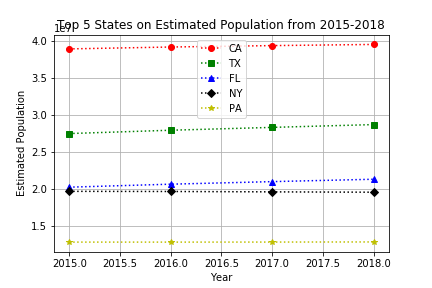 Top 5 States on Estimated Population from 2015-2018
1e7
4.0
3.5
3.0
2.5
2.0
1.5
Estimated Population
CA
TX
FL
NY
PA
2015.0 2015.5 2016.0 2016.5 2017.0 2017.5 2018.0
Year